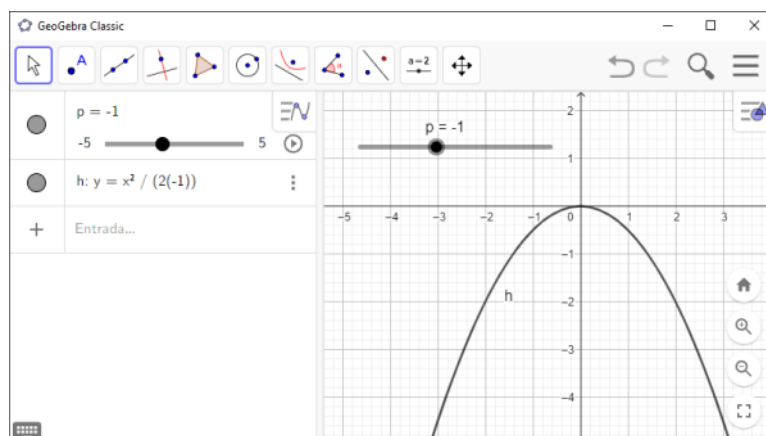 GeoGebra Classic
A
a=2
p = -1
-5
5
h: y = x² / (2(-1))
Entrada...
p = -1
2
1
-5 -4 -3 -2 -1 0 1 2 3
-1
-2
-3
-4
h